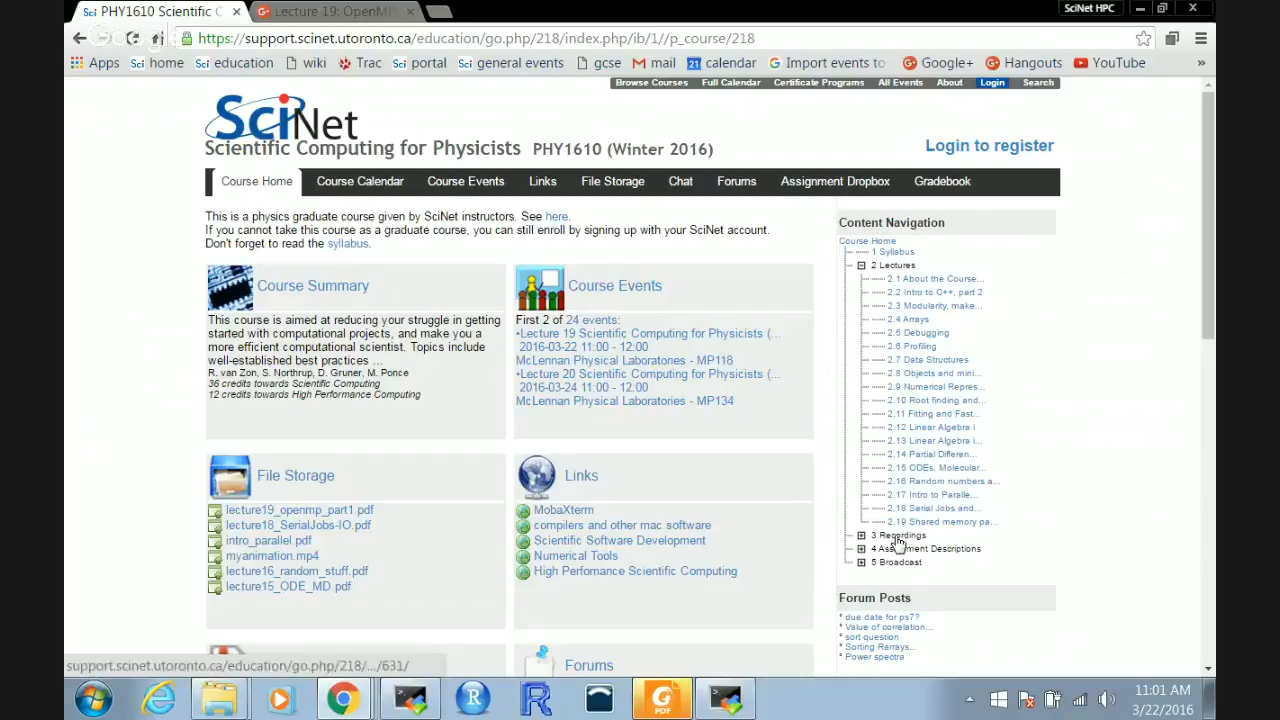 Sci PHY1610 Scientific C ×
Lecture 19: OpenM ×
SciNet HPC
https://support.scinet.utoronto.ca/education/go.php/218/index.php/ib/1//p_course/218
Apps Sci home Sci education wiki Trac Sci portal Sci general events gcse mail 21 calendar Import events to Google+ Hangouts YouTube »
Browse Courses Full Calendar Certificate Programs All Events About Login Search
SciNet
Scientific Computing for Physicists PHY1610 (Winter 2016)
Login to register
Course Home Course Calendar Course Events Links File Storage Chat Forums Assignment Dropbox Gradebook
This is a physics graduate course given by SciNet instructors. See here.
If you cannot take this course as a graduate course, you can still enroll by signing up with your SciNet account.
Don't forget to read the syllabus.
Course Summary
This course is aimed at reducing your struggle in getting
started with computational projects, and make you a
more efficient computational scientist. Topics include
well-established best practices ...
R. van Zon, S. Northrup, D. Gruner, M. Ponce
36 credits towards Scientific Computing
12 credits towards High Performance Computing
Course Events
First 2 of 24 events:
•Lecture 19 Scientific Computing for Physicists (...
2016-03-22 11:00 - 12:00
McLennan Physical Laboratories - MP118
•Lecture 20 Scientific Computing for Physicists (...
2016-03-24 11:00 - 12:00
McLennan Physical Laboratories - MP134
File Storage
lecture19_openmp_part1.pdf
lecture18_SerialJobs-IO.pdf
intro_parallel.pdf
myanimation.mp4
lecture16_random_stuff.pdf
lecture15_ODE_MD.pdf
Links
MobaXterm
compilers and other mac software
Scientific Software Development
Numerical Tools
High Perfomance Scientific Computing
Forums
Content Navigation
Course Home
1 Syllabus
2 Lectures
2.1 About the Course...
2.2 Intro to C++, part 2
2.3 Modularity, make...
2.4 Arrays
2.5 Debugging
2.6 Profiling
2.7 Data Structures
2.8 Objects and mini...
2.9 Numerical Repres...
2.10 Root finding and...
2.11 Fitting and Fast...
2.12 Linear Algebra i
2.13 Linear Algebra i...
2.14 Partial Differen...
2.15 ODEs, Molecular...
2.16 Random numbers a...
2.17 Intro to Paralle...
2.18 Serial Jobs and...
2.19 Shared memory pa...
3 Recordings
4 Assignment Descriptions
5 Broadcast
Forum Posts
* due date for ps7?
* Value of correlation...
* sort question
* Sorting Rarrays...
* Power spectra
support.scinet.utoronto.ca/education/go.php/218/.../631/
PDF
11:01 AM
3/22/2016